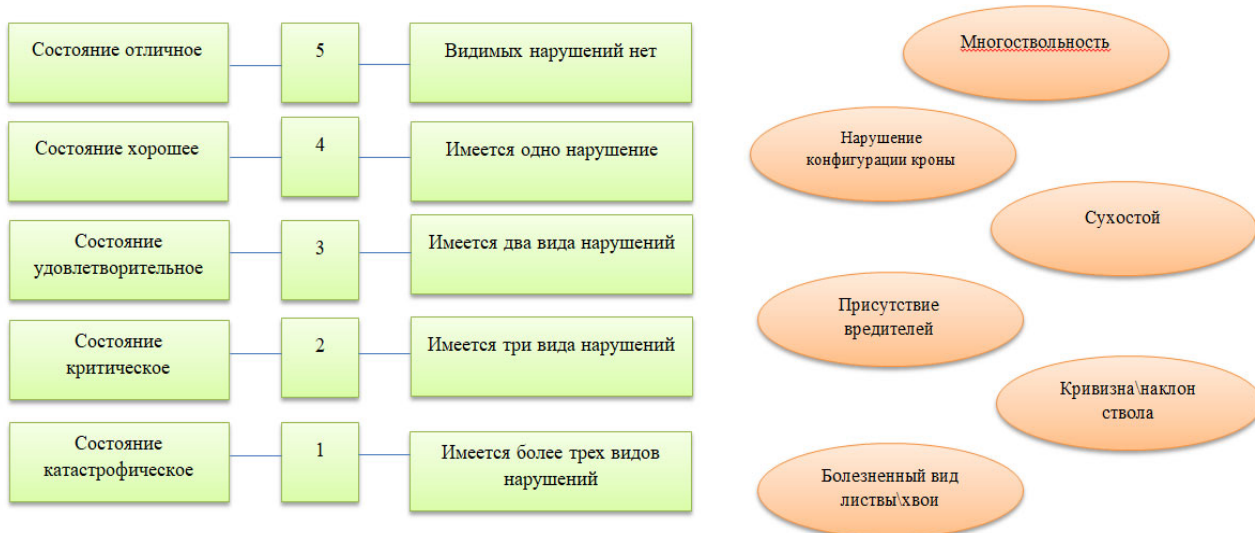 Состояние отличное
5
Видимых нарушений нет
Состояние хорошее
4
Имеется одно нарушение
Состояние
удовлетворительное
3
Имеется два вида нарушений
Состояние
критическое
2
Имеется три вида нарушений
Состояние
катастрофическое
1
Имеется более трех видов
нарушений
Многоствольность
Нарушение
конфигурации кроны
Сухостой
Присутствие
вредителей
Кривизна\наклон
ствола
Болезненный вид
листвы\хвои